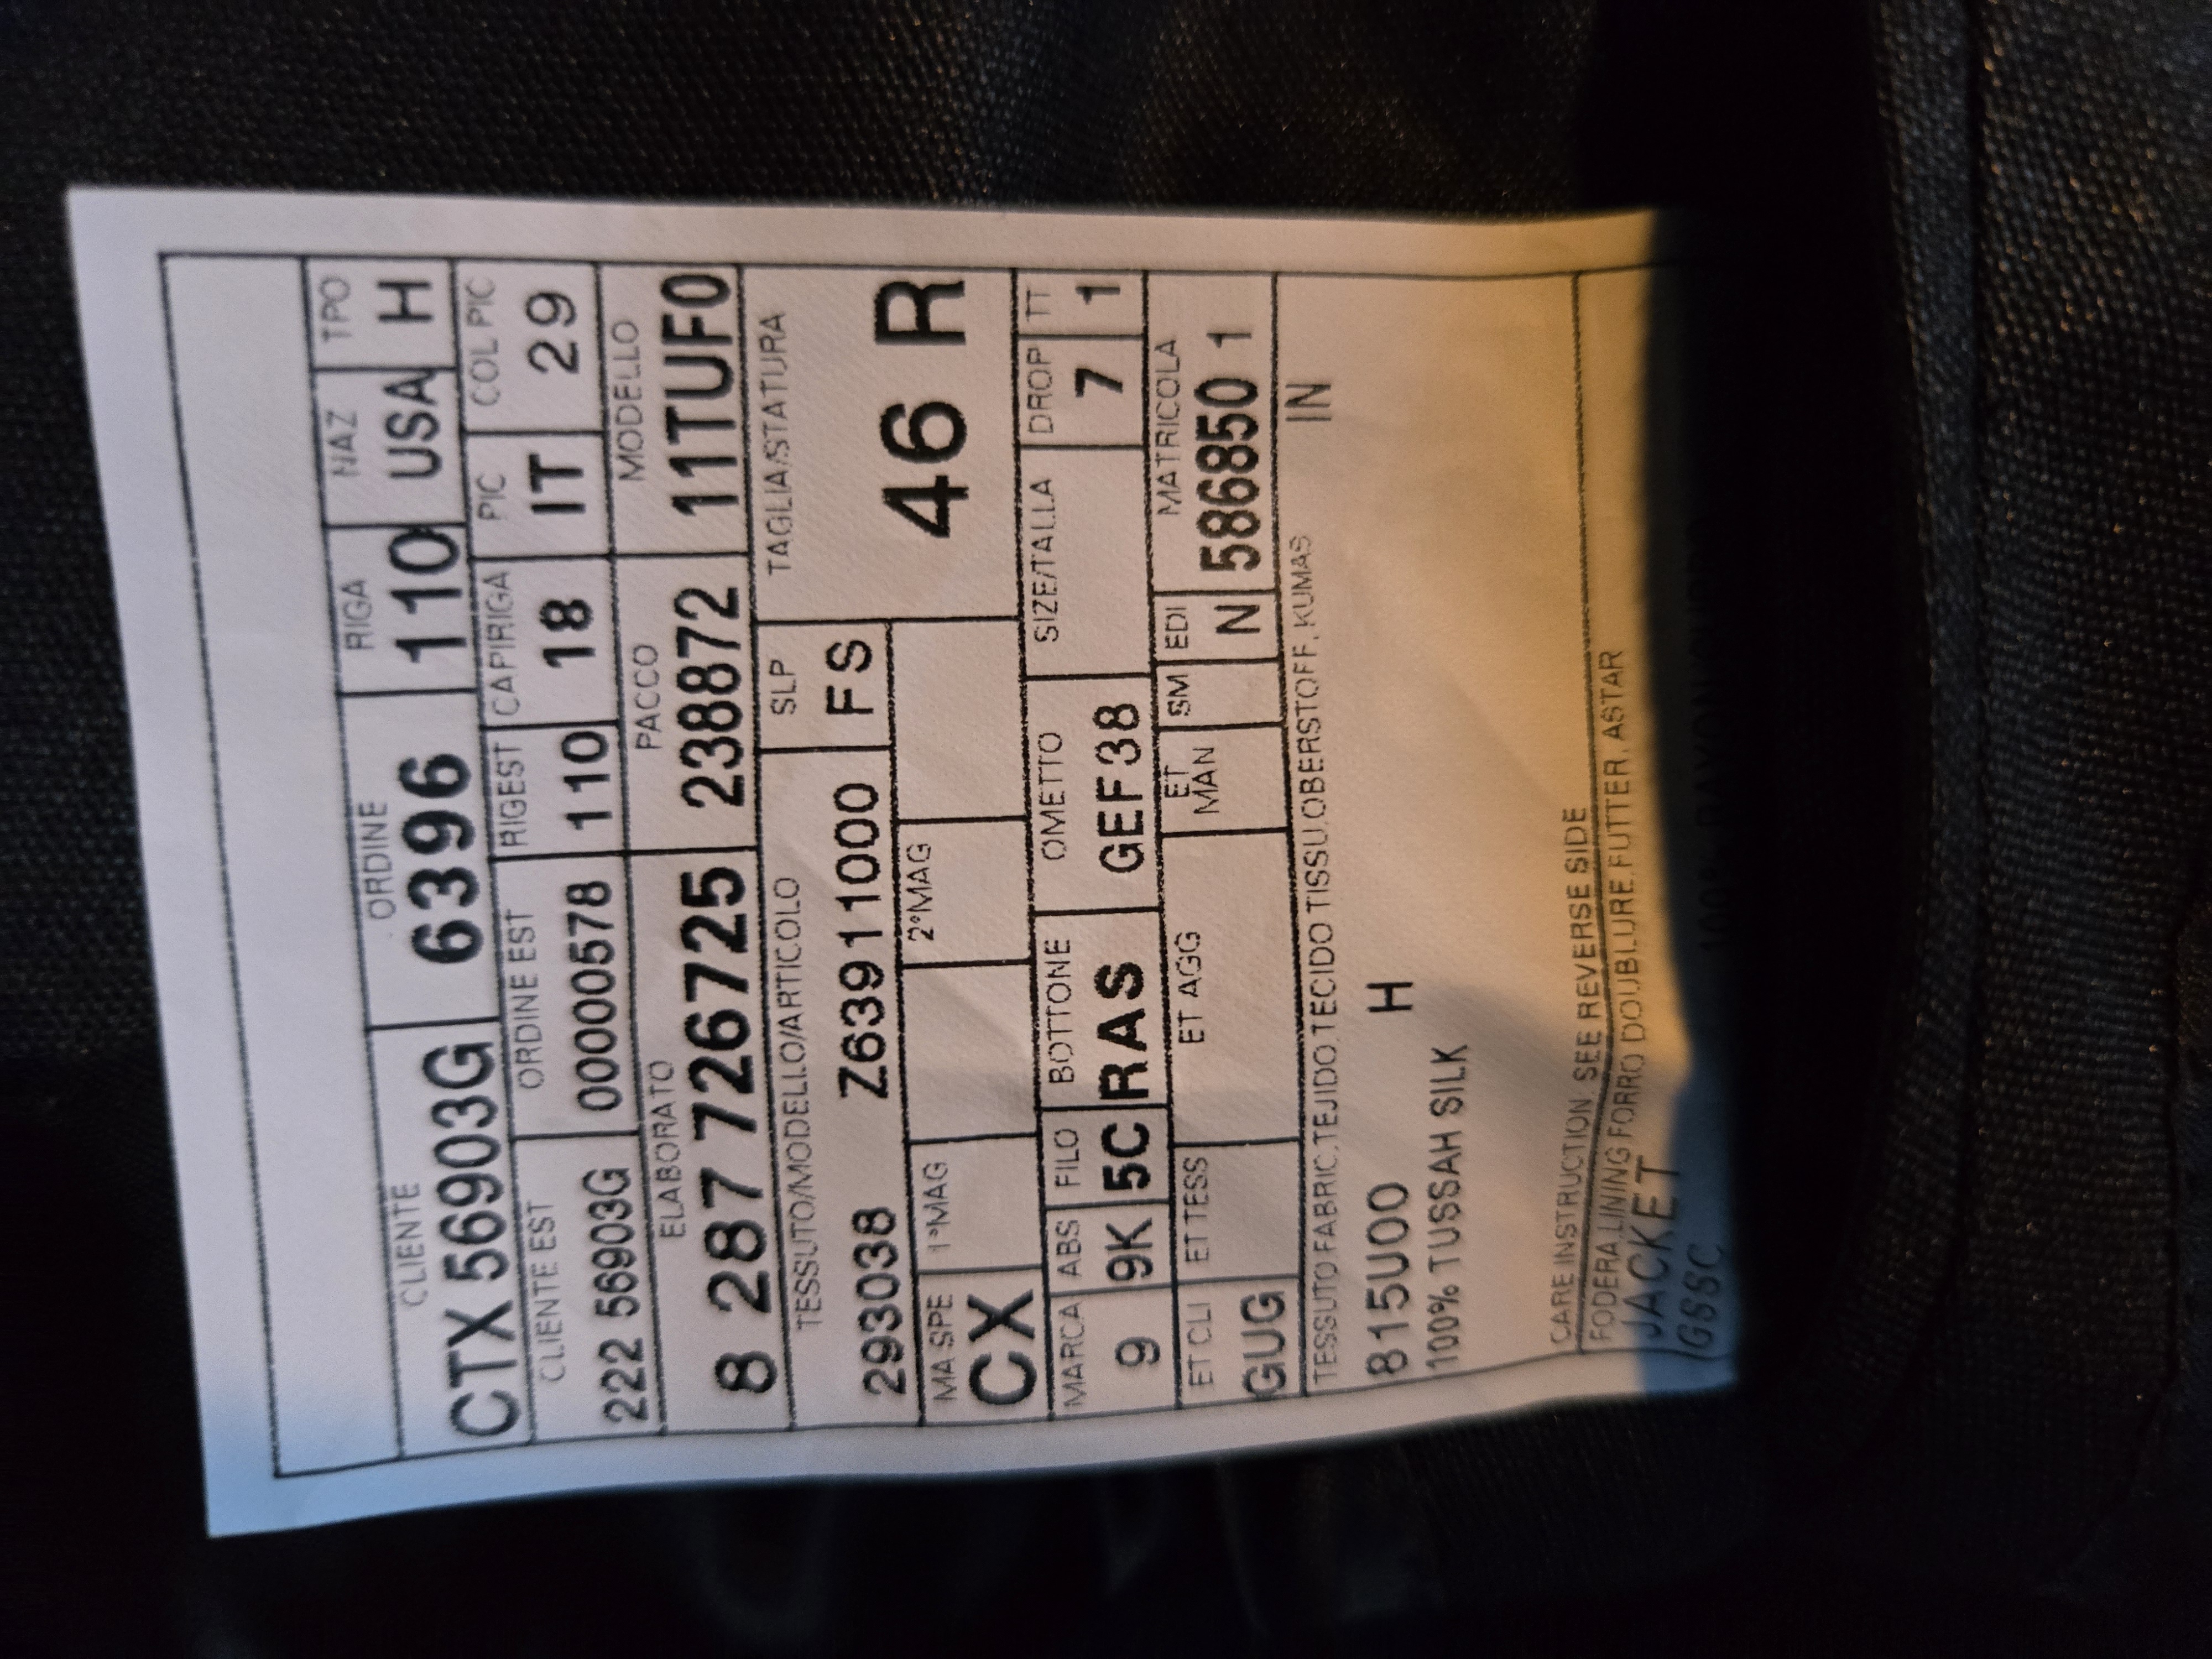 CLIENTE ORDINE RIGA NAZ TPO
CTX 56903G 6396 110 USA H
CLIENTE EST ORDINE EST RIGEST CAPIRIGA PIC COL PIC
222 56903G 00000578 110 18 IT 29
ELABORATO PACCO MODELLO
8 287 726725 238872 11TUF0
TESSUTO/MODELLO/ARTICOLO SLP TAGLIA/STATURA
293038 Z63911000 FS 46 R
MA SPE 1°MAG 2°MAG
CX
MARCA ABS FILO BOTTONE OMETTO SIZE/TALLA DROP TT
9 9K 5C RAS GEF38 7 1
ET CLI ET TESS ET AGG ET MAN SM EDI MATRICOLA
GUG N 586850 1
TESSUTO,FABRIC,TEJIDO,TECIDO TISSU,OBERSTOFF, KUMAS IN
815U00 H
100% TUSSAH SILK
CARE INSTRUCTION SEE REVERSE SIDE
FODERA,LINING FORRO DOUBLURE,FUTTER, ASTAR
JACKET